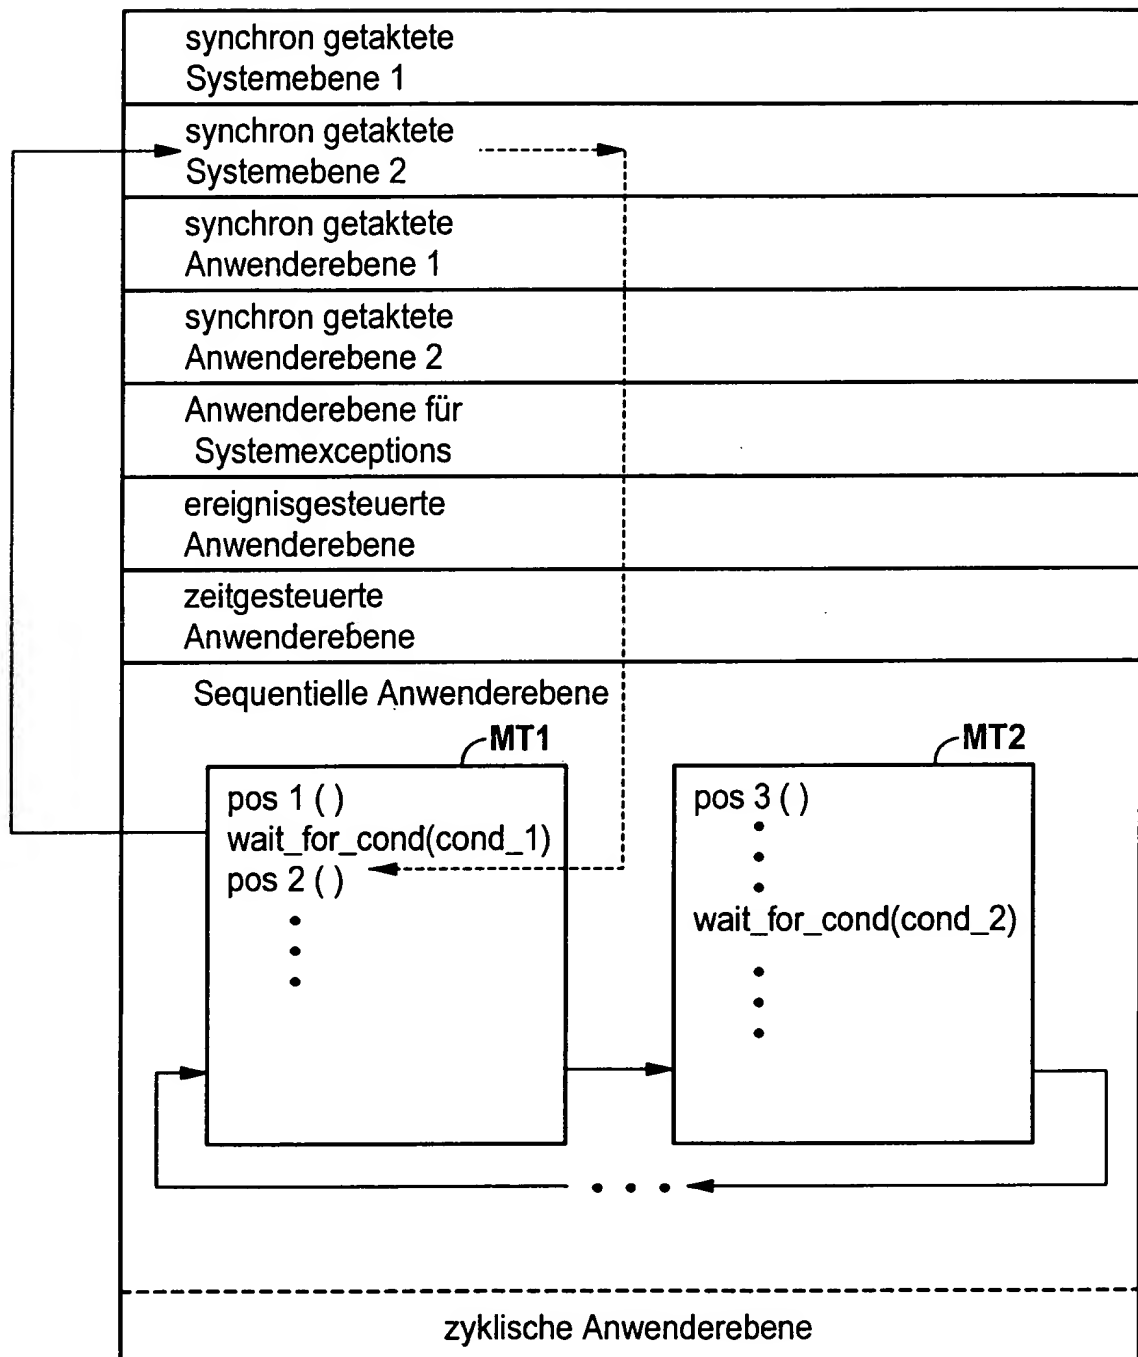 synchron getaktete
Systemebene 1
synchron getaktete
Systemebene 2
synchron getaktete
Anwenderebene 1
synchron getaktete
Anwenderebene 2
Anwenderebene für
Systemexceptions
ereignisgesteuerte
Anwenderebene
zeitgesteuerte
Anwenderebene
Sequentielle Anwenderebene
MT1
pos 1 ( )
wait_for_cond(cond_1)
pos 2 ( )
MT2
pos 3 ( )
wait_for_cond(cond_2)
zyklische Anwenderebene